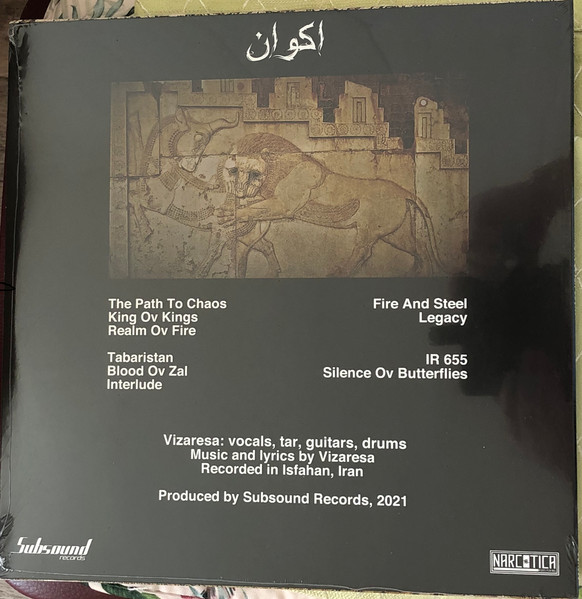 اکوان
The Path To Chaos
King Ov Kings
Realm Ov Fire
Tabaristan
Blood Ov Zal
Interlude
Fire And Steel
Legacy
IR 655
Silence Ov Butterflies
Vizaresa: vocals, tar, guitars, drums
Music and lyrics by Vizaresa
Recorded in Isfahan, Iran
Produced by Subsound Records, 2021
Subsound
records
NARCOTICA